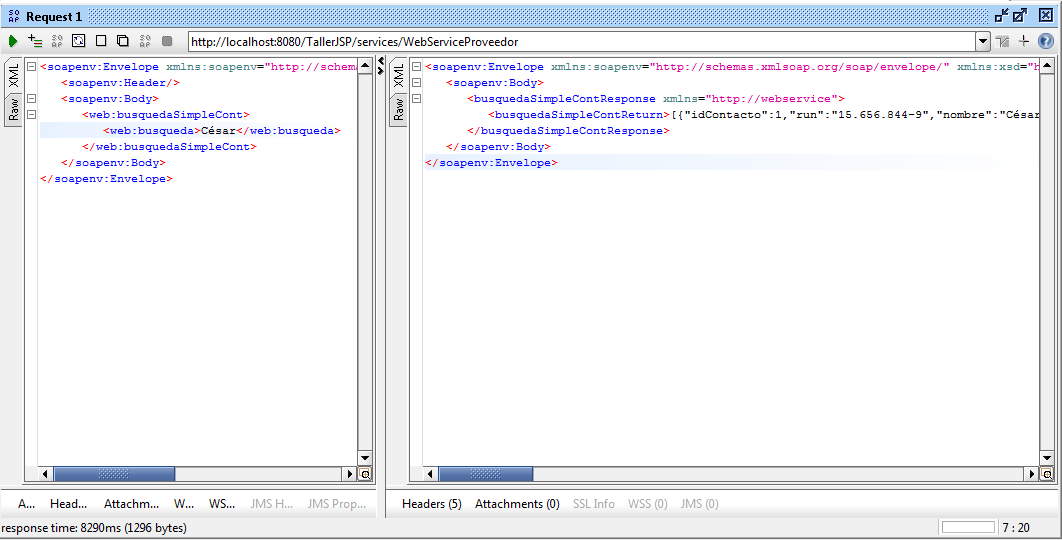 SO AP Request 1
http://localhost:8080/TallerJSP/services/WebServiceProveedor
XML
Raw
<soapenv:Envelope xmlns:soapenv="http://schema
<soapenv:Header/>
<soapenv:Body>
<web:busquedaSimpleCont>
<web:busqueda>César</web:busqueda>
</web:busquedaSimpleCont>
</soapenv:Body>
</soapenv:Envelope>
XML
Raw
<soapenv:Envelope xmlns:soapenv="http://schemas.xmlsoap.org/soap/envelope/" xmlns:xsd="h
<soapenv:Body>
<busquedaSimpleContResponse xmlns="http://webservice">
<busquedaSimpleContReturn>[{"idContacto":1,"run":"15.656.844-9","nombre":"César
</busquedaSimpleContResponse>
</soapenv:Body>
</soapenv:Envelope>
A... Head... Attachm... W... WS... JMS H... JMS Prop...
Headers (5) Attachments (0) SSL Info WSS (0) JMS (0)
response time: 8290ms (1296 bytes)
7 : 20